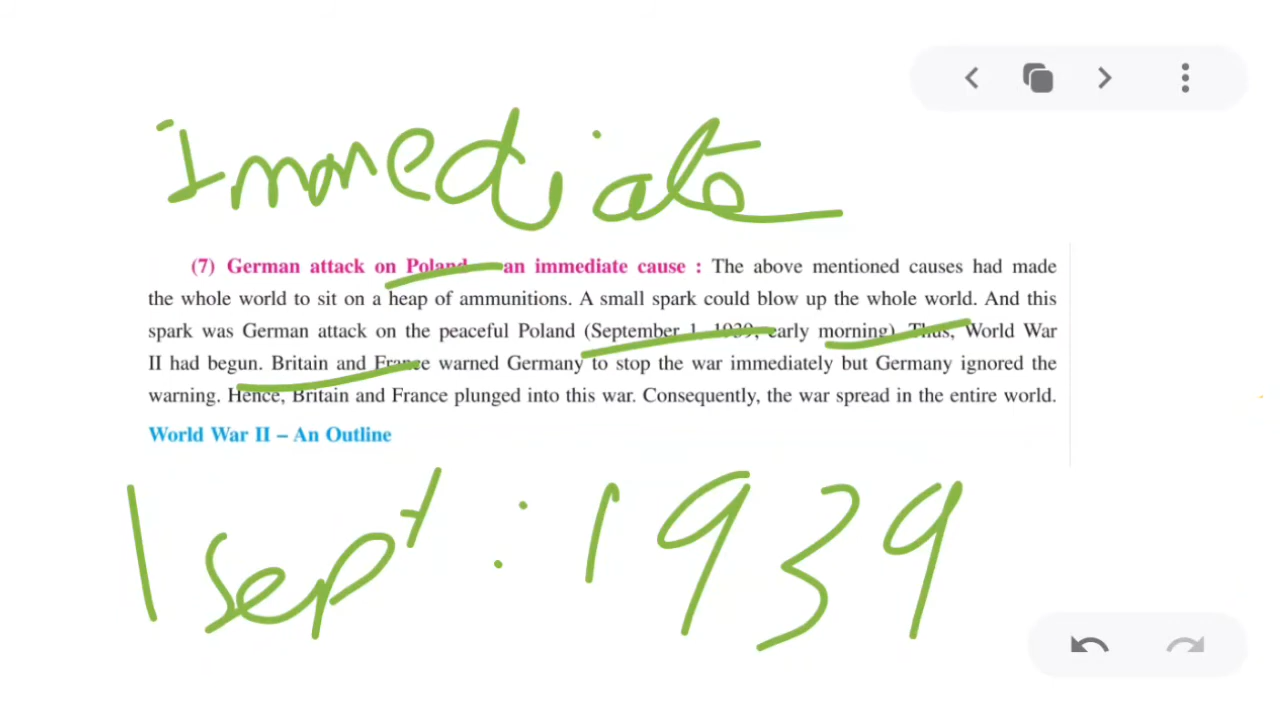 Immediate
(7) German attack on Poland – an immediate cause : The above mentioned causes had made
the whole world to sit on a heap of ammunitions. A small spark could blow up the whole world. And this
spark was German attack on the peaceful Poland (September 1, 1939, early morning). Thus, World War
II had begun. Britain and France warned Germany to stop the war immediately but Germany ignored the
warning. Hence, Britain and France plunged into this war. Consequently, the war spread in the entire world.
World War II – An Outline
1 Sept : 1939